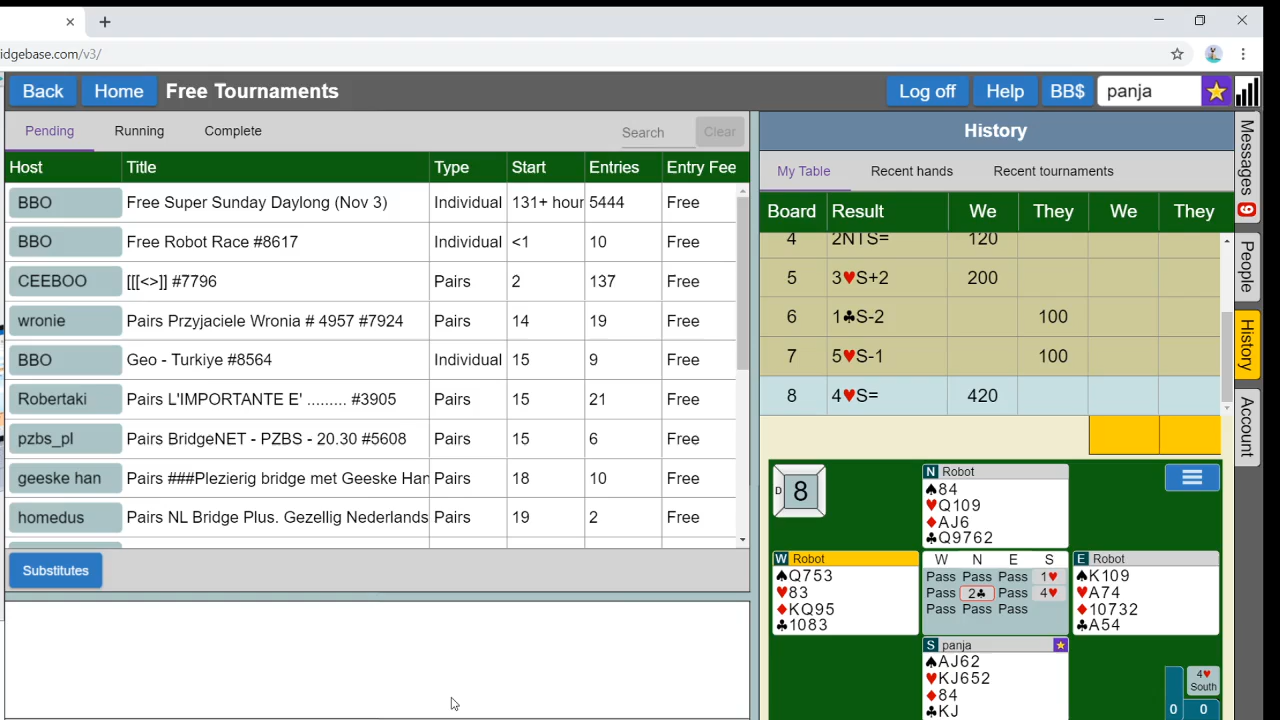 idgebase.com/v3/
Back Home Free Tournaments Log off Help BB$ panja
Pending Running Complete Search Clear
Host Title Type Start Entries Entry Fee
BBO Free Super Sunday Daylong (Nov 3) Individual 131+ hour 5444 Free
BBO Free Robot Race #8617 Individual <1 10 Free
CEEBOO [[[<>]] #7796 Pairs 2 137 Free
wronie Pairs Przyjaciele Wronia # 4957 #7924 Pairs 14 19 Free
BBO Geo - Turkiye #8564 Individual 15 9 Free
Robertaki Pairs L'IMPORTANTE E' ......... #3905 Pairs 15 21 Free
pzbs_pl Pairs BridgeNET - PZBS - 20.30 #5608 Pairs 15 6 Free
geeske han Pairs ###Plezierig bridge met Geeske Han Pairs 18 10 Free
homedus Pairs NL Bridge Plus. Gezellig Nederlands Pairs 19 2 Free
Substitutes
History
My Table Recent hands Recent tournaments
Board Result We They We They
4 2NTS= 120
5 3♥S+2 200
6 1♣S-2 100
7 5♥S-1 100
8 4♥S= 420
D 8
N Robot
♠84
♥Q109
♦AJ6
♣Q9762
W Robot
♠Q753
♥83
♦KQ95
♣1083
W N E S
Pass Pass Pass 1♥
Pass 2♣ Pass 4♥
Pass Pass Pass
E Robot
♠K109
♥A74
♦10732
♣A54
S panja
♠AJ62
♥KJ652
♦84
♣KJ
4♥
South
0 0
Messages 9
People
History
Account